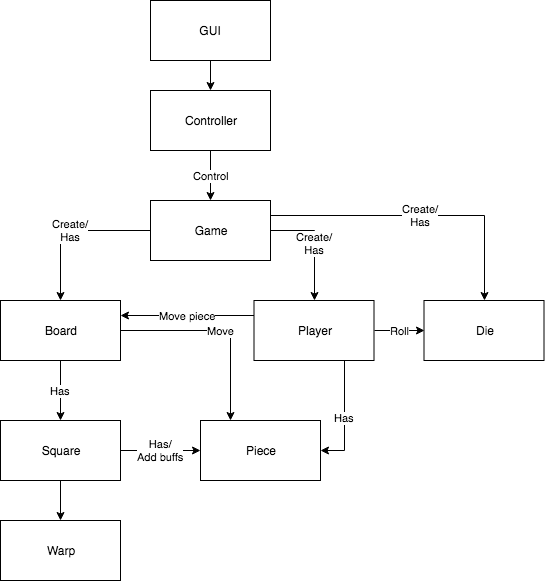 GUI
Controller
Control
Game
Create/
Has
Create/
Has
Create/
Has
Board
Move piece
Move
Player
Roll
Die
Has
Has
Square
Has/
Add buffs
Piece
Warp